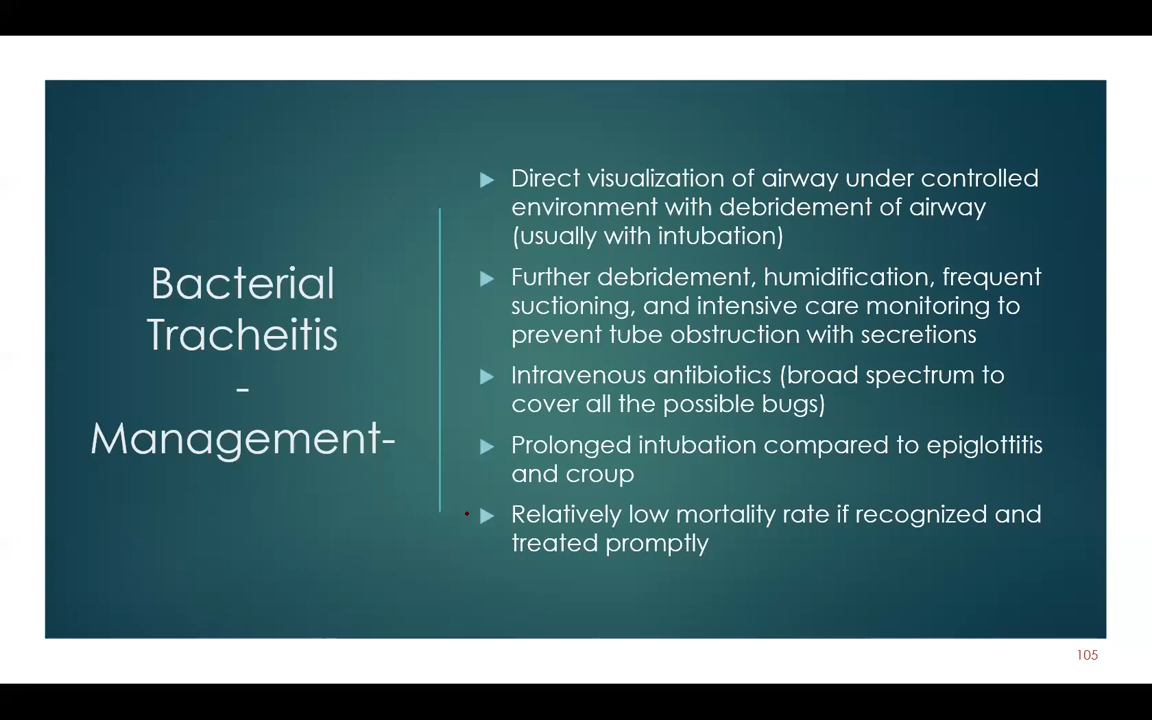 Bacterial
Tracheitis
-
Management-
Direct visualization of airway under controlled
environment with debridement of airway
(usually with intubation)
Further debridement, humidification, frequent
suctioning, and intensive care monitoring to
prevent tube obstruction with secretions
Intravenous antibiotics (broad spectrum to
cover all the possible bugs)
Prolonged intubation compared to epiglottitis
and croup
Relatively low mortality rate if recognized and
treated promptly
105